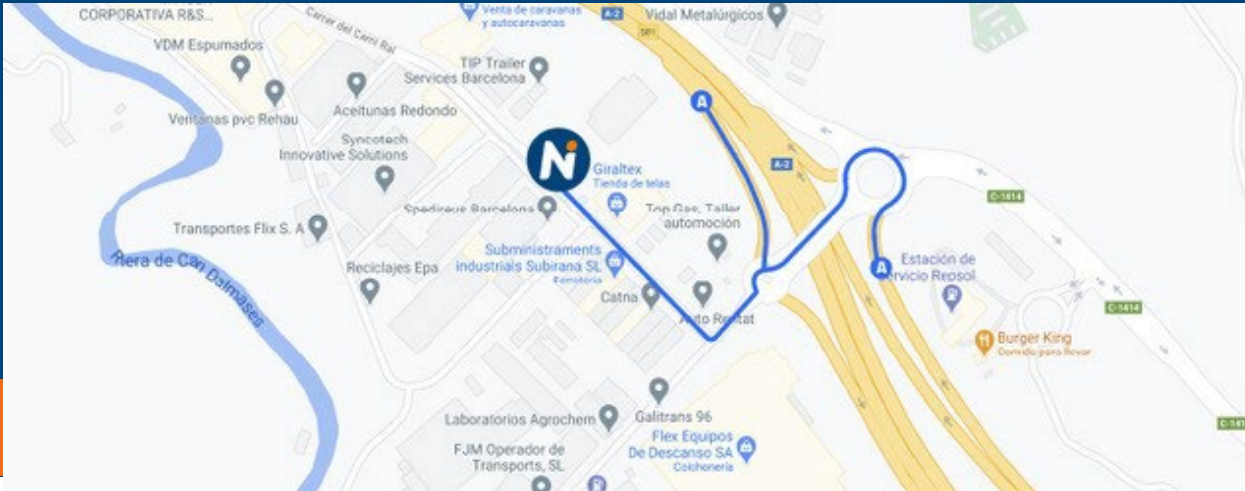 CORPORATIVA R&S...
VDM Espumados
Ventanas pvc Rehau
Carrer del Camí Ral
Aceitunas Redondo
TIP Trailer
Services Barcelona
Venta de caravanas
y autocaravanas
A-2
501
Vidal Metalúrgicos
Syncotech
Innovative Solutions
N
Giraltex
Tienda de telas
A
A-2
C-1414
Transportes Flix S. A
Spedireus Barcelona
Top Gas, Taller
automoción
Riera de Can Dalmases
Reciclajes Epa
Subministraments
industrials Subirana SL
Ferretería
Catna
Auto Rentat
A
Estación de
Servicio Repsol
C-1414
Burger King
Comida para llevar
Laboratorios Agrochem
Galitrans 96
FJM Operador de
Transports, SL
Flex Equipos
De Descanso SA
Colchonería